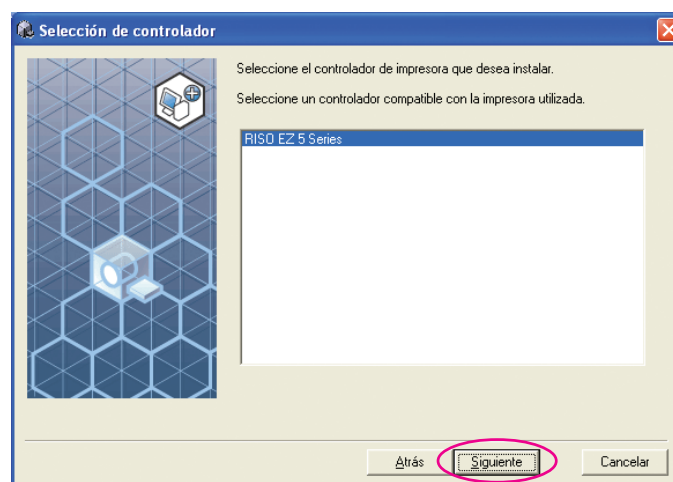 Selección de controlador
Seleccione el controlador de impresora que desea instalar.
Seleccione un controlador compatible con la impresora utilizada.
RISO EZ 5 Series
Atrás
Siguiente
Cancelar